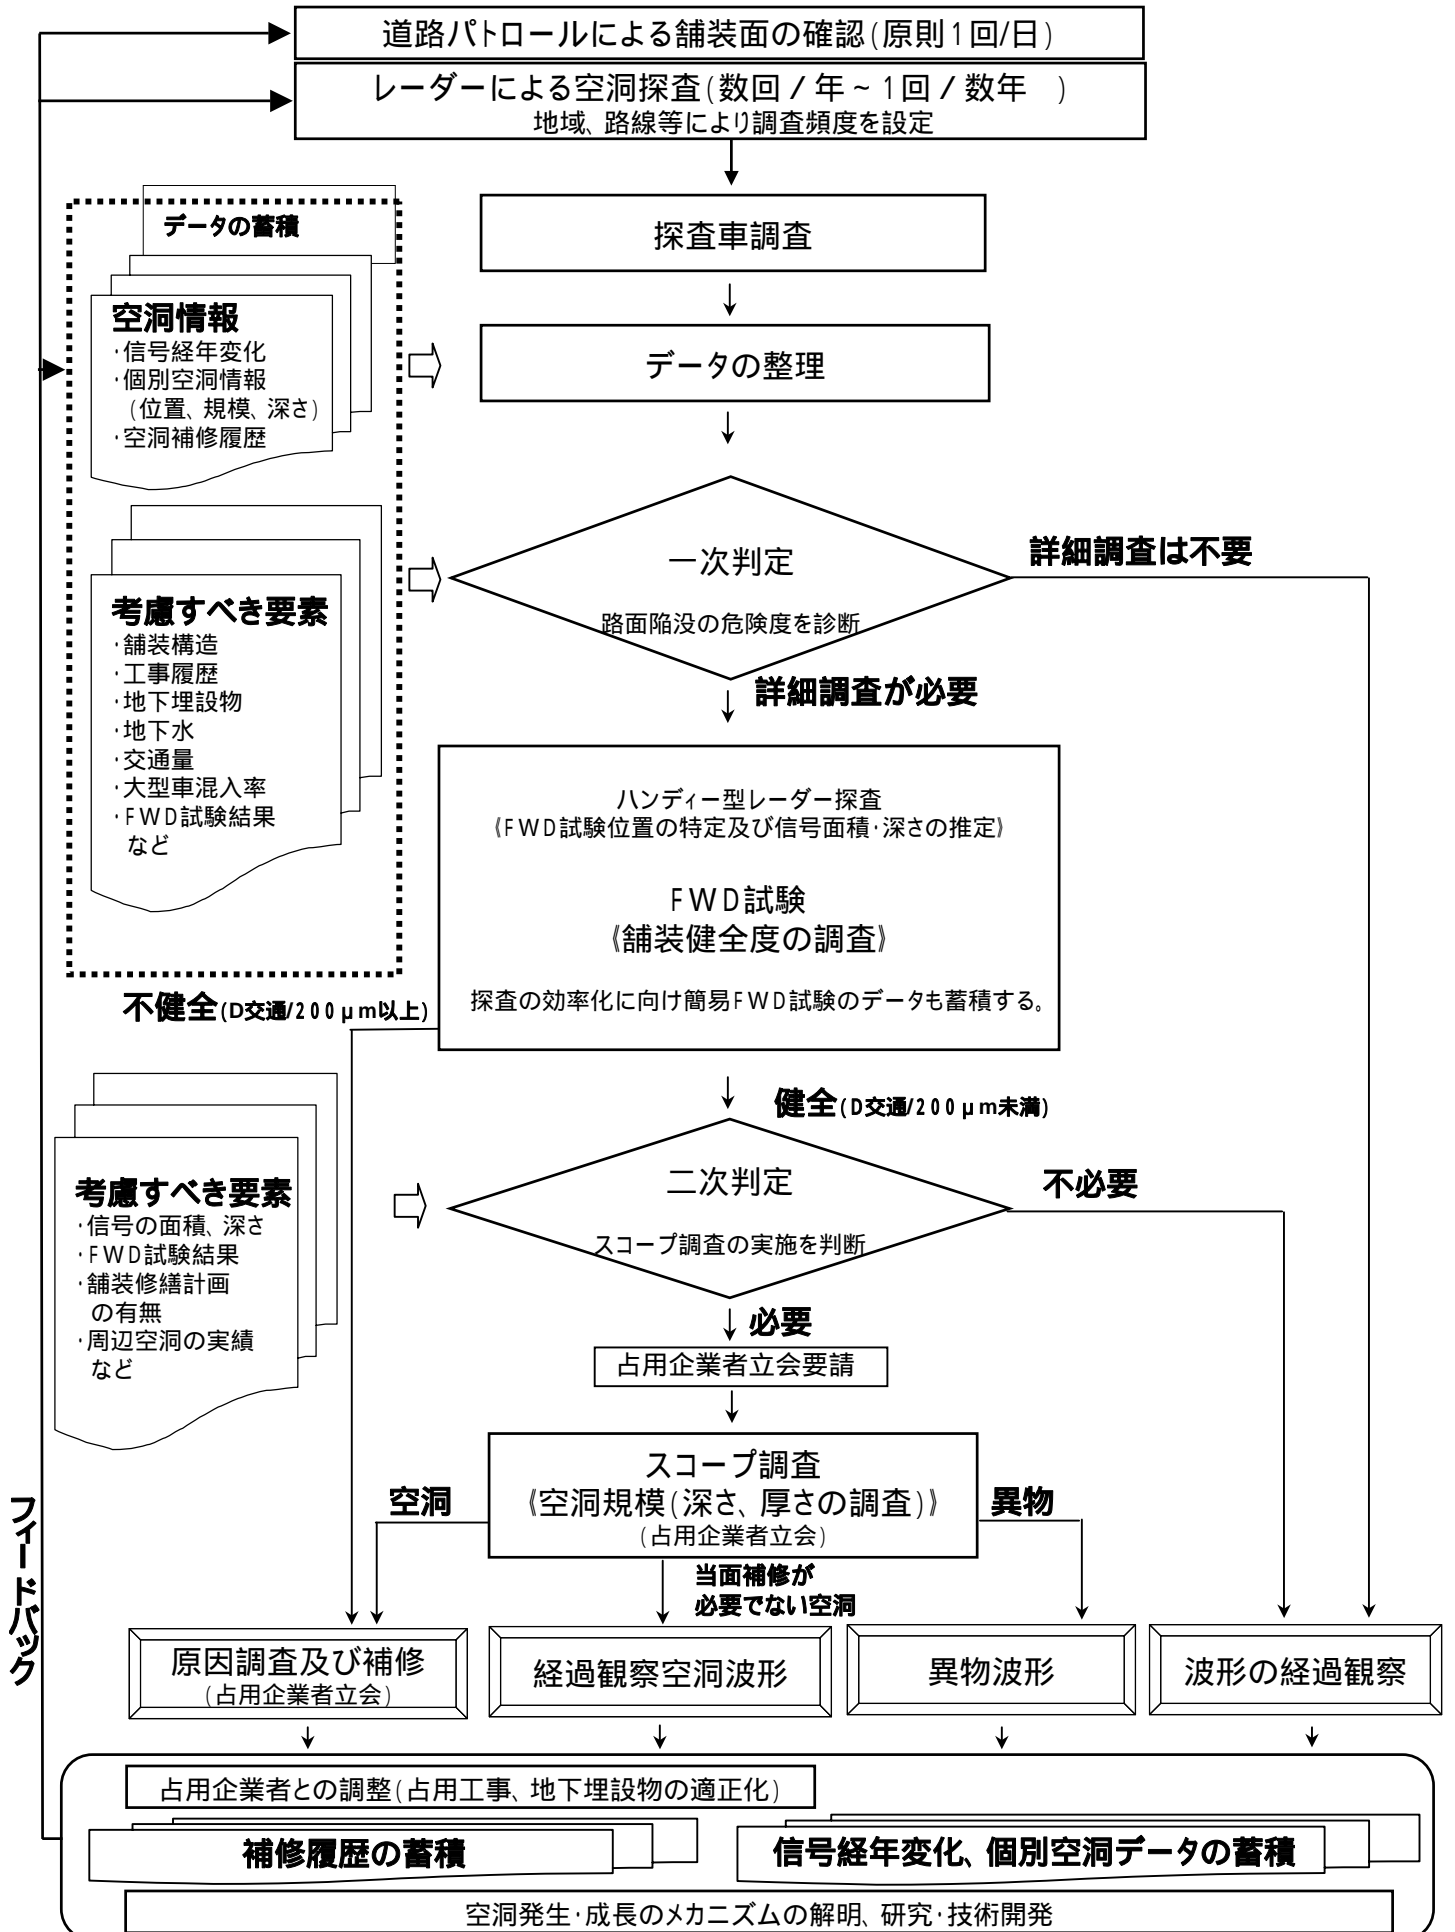 道路パトロールによる舗装面の確認(原則1回/日)
レーダーによる空洞探査(数回/年~1回/数年 )
地域、路線等により調査頻度を設定
探査車調査
データの蓄積
空洞情報
・信号経年変化
・個別空洞情報
(位置、規模、深さ)
・空洞補修履歴
データの整理
一次判定
路面陥没の危険度を診断
詳細調査は不要
考慮すべき要素
・舗装構造
・工事履歴
・地下埋設物
・地下水
・交通量
・大型車混入率
・FWD試験結果
など
詳細調査が必要
ハンディー型レーダー探査
《FWD試験位置の特定及び信号面積・深さの推定》
FWD試験
《舗装健全度の調査》
探査の効率化に向け簡易FWD試験のデータも蓄積する。
不健全(D交通/200μm以上)
健全(D交通/200μm未満)
二次判定
スコープ調査の実施を判断
不必要
考慮すべき要素
・信号の面積、深さ
・FWD試験結果
・舗装修繕計画
の有無
・周辺空洞の実績
など
必要
占用企業者立会要請
スコープ調査
《空洞規模(深さ、厚さの調査)》
(占用企業者立会)
空洞
異物
当面補修が
必要でない空洞
フィードバック
原因調査及び補修
(占用企業者立会)
経過観察空洞波形
異物波形
波形の経過観察
占用企業者との調整(占用工事、地下埋設物の適正化)
補修履歴の蓄積
信号経年変化、個別空洞データの蓄積
空洞発生・成長のメカニズムの解明、研究・技術開発